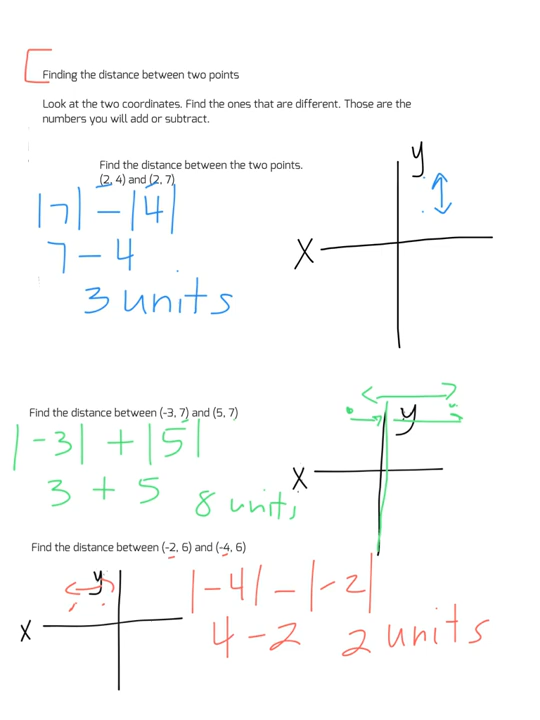 Finding the distance between two points
Look at the two coordinates. Find the ones that are different. Those are the
numbers you will add or subtract.
Find the distance between the two points.
(2, 4) and (2, 7)
|7| - |4|
7 - 4
3 units
y
X
Find the distance between (-3, 7) and (5, 7)
|-3| + |5|
3 + 5 8 units
y
X
Find the distance between (-2, 6) and (-4, 6)
|-4| - |-2|
4 - 2 2 units
y
X